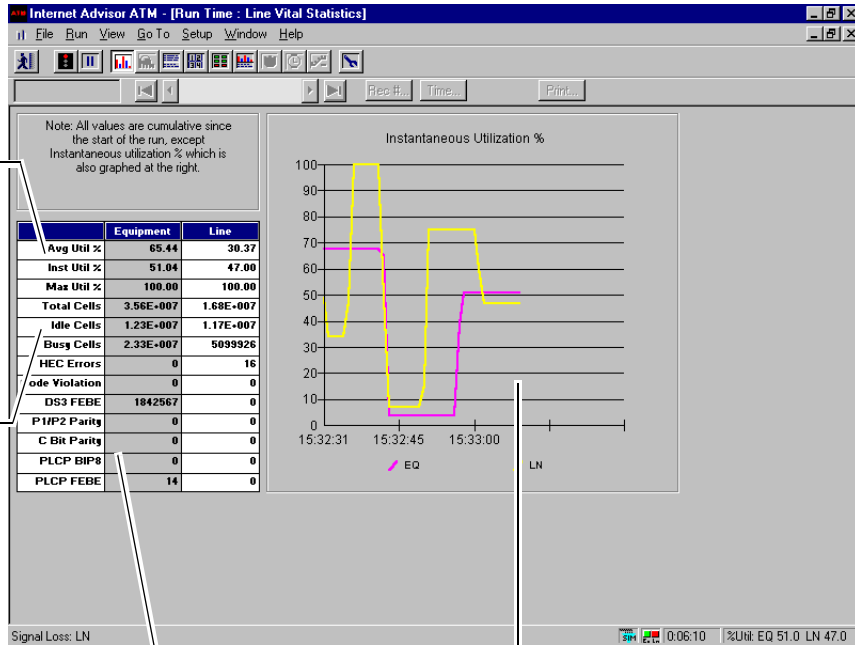 ATM Internet Advisor ATM - [Run Time : Line Vital Statistics]
File Run View Go To Setup Window Help
Rec #... Time... Print...
Note: All values are cumulative since
the start of the run, except
Instantaneous utilization % which is
also graphed at the right.
Equipment Line
Avg Util % 65.44 30.37
Inst Util % 51.04 47.00
Max Util % 100.00 100.00
Total Cells 3.56E+007 1.68E+007
Idle Cells 1.23E+007 1.17E+007
Busy Cells 2.33E+007 5099926
HEC Errors 0 16
ode Violation 0 0
DS3 FEBE 1842567 0
P1/P2 Parity 0 0
C Bit Parity 0 0
PLCP BIP8 0 0
PLCP FEBE 14 0
Instantaneous Utilization %
100
90
80
70
60
50
40
30
20
10
0
15:32:31 15:32:45 15:33:00
EQ LN
Signal Loss: LN SIM 0:06:10 %Util: EQ 51.0 LN 47.0